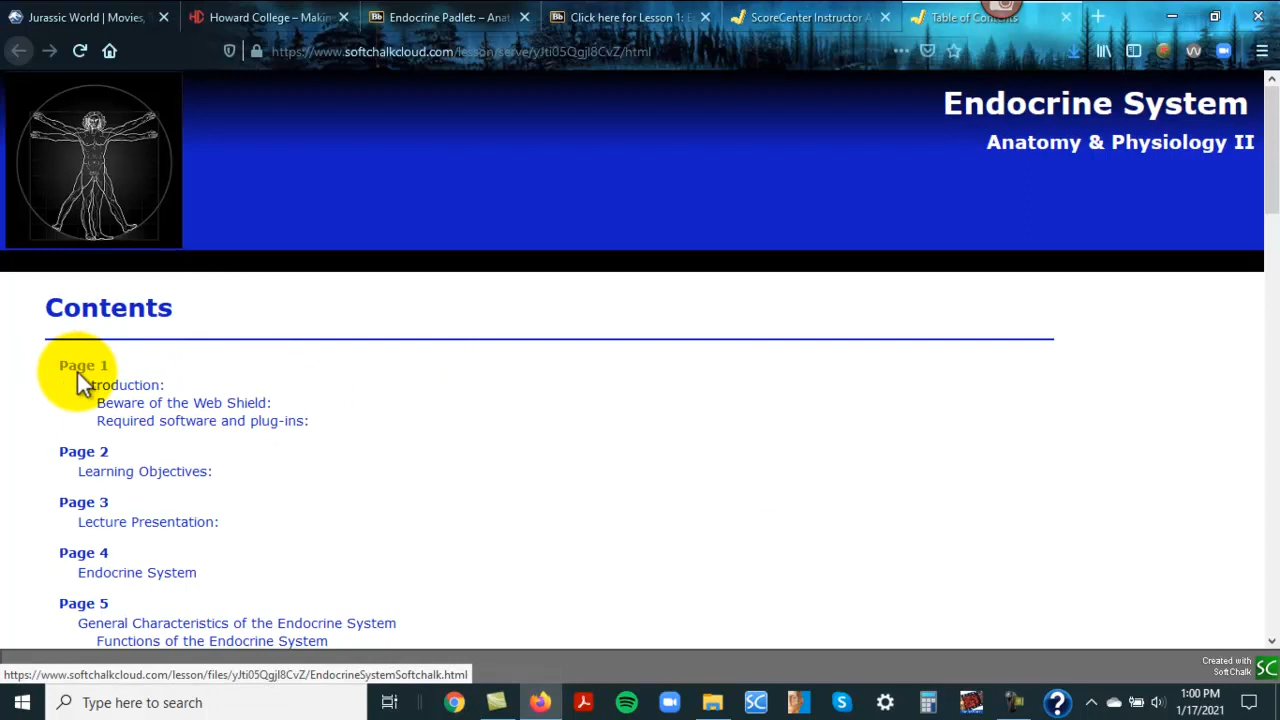 Jurassic World | Movies,
Howard College – Makin
Endocrine Padlet: – Anat
Click here for Lesson 1: E
ScoreCenter Instructor A
Table of Contents
https://www.softchalkcloud.com/lesson/serve/yJti05Qgjl8CvZ/html
Endocrine System
Anatomy & Physiology II
Contents
Page 1
troduction:
Beware of the Web Shield:
Required software and plug-ins:
Page 2
Learning Objectives:
Page 3
Lecture Presentation:
Page 4
Endocrine System
Page 5
General Characteristics of the Endocrine System
Functions of the Endocrine System
https://www.softchalkcloud.com/lesson/files/yJti05Qgjl8CvZ/EndocrineSystemSoftchalk.html
Created with
SoftChalk
SC
Type here to search
1:00 PM
1/17/2021